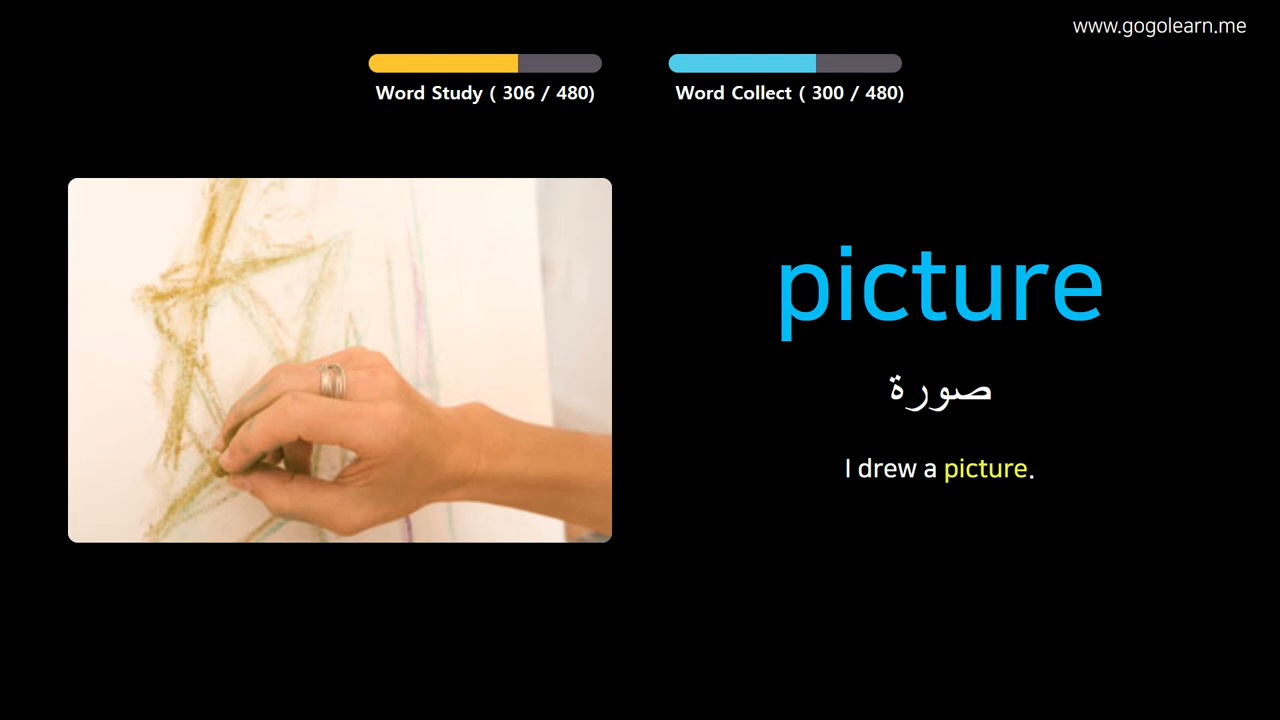 www.gogolearn.me
Word Study ( 306 / 480)
Word Collect ( 300 / 480)
picture
صورة
I drew a picture.